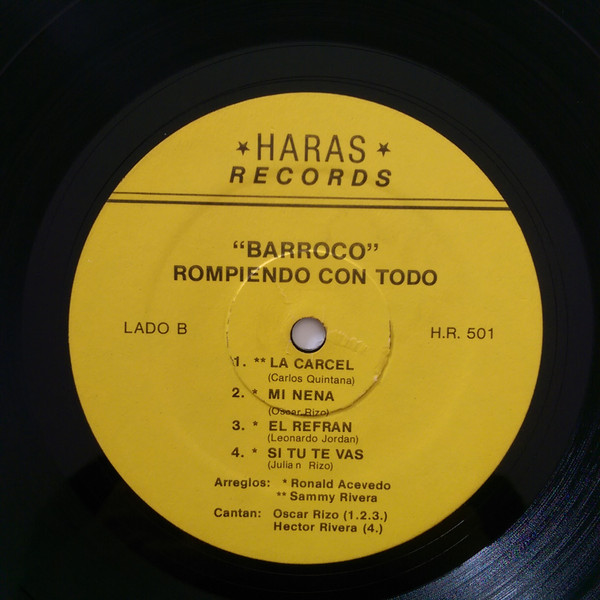 ★ HARAS ★
RECORDS
"BARROCO"
ROMPIENDO CON TODO
LADO B H.R. 501
1. ** LA CARCEL
(Carlos Quintana)
2. * MI NENA
(Oscar Rizo)
3. * EL REFRAN
(Leonardo Jordan)
4. * SI TU TE VAS
(Julian Rizo)
Arreglos: * Ronald Acevedo
** Sammy Rivera
Cantan: Oscar Rizo (1.2.3.)
Hector Rivera (4.)